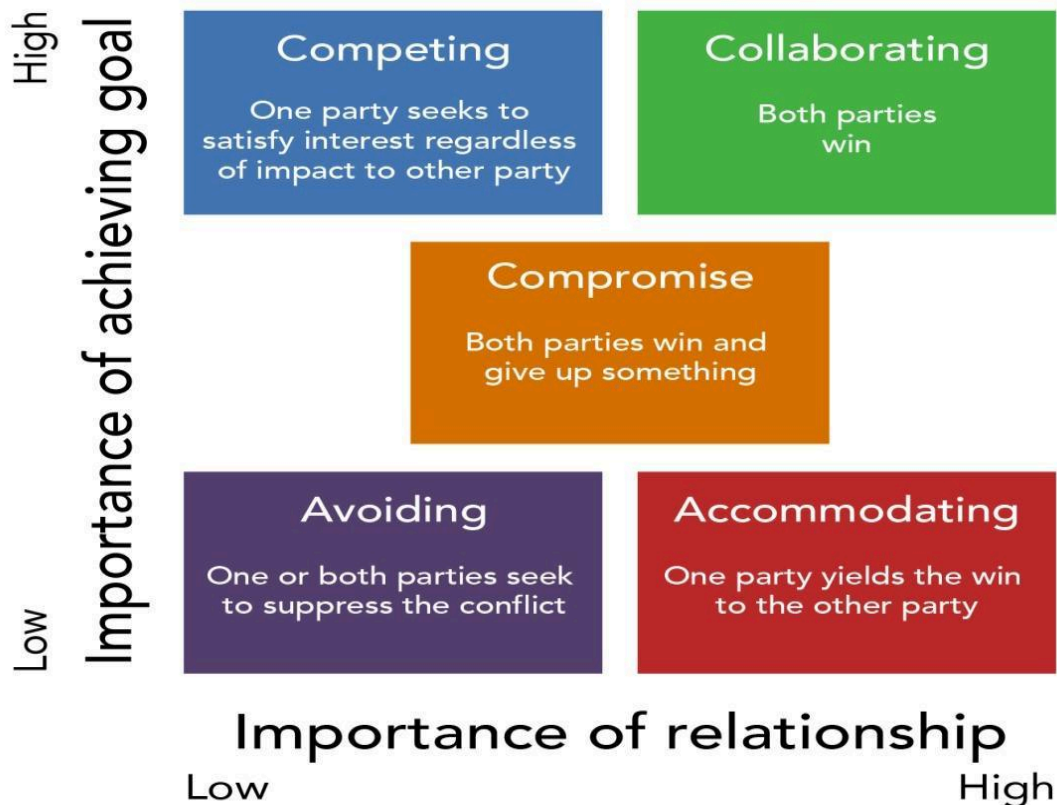 High
Importance of achieving goal
Low
Competing
One party seeks to
satisfy interest regardless
of impact to other party
Collaborating
Both parties
win
Compromise
Both parties win and
give up something
Avoiding
One or both parties seek
to suppress the conflict
Accommodating
One party yields the win
to the other party
Importance of relationship
Low
High